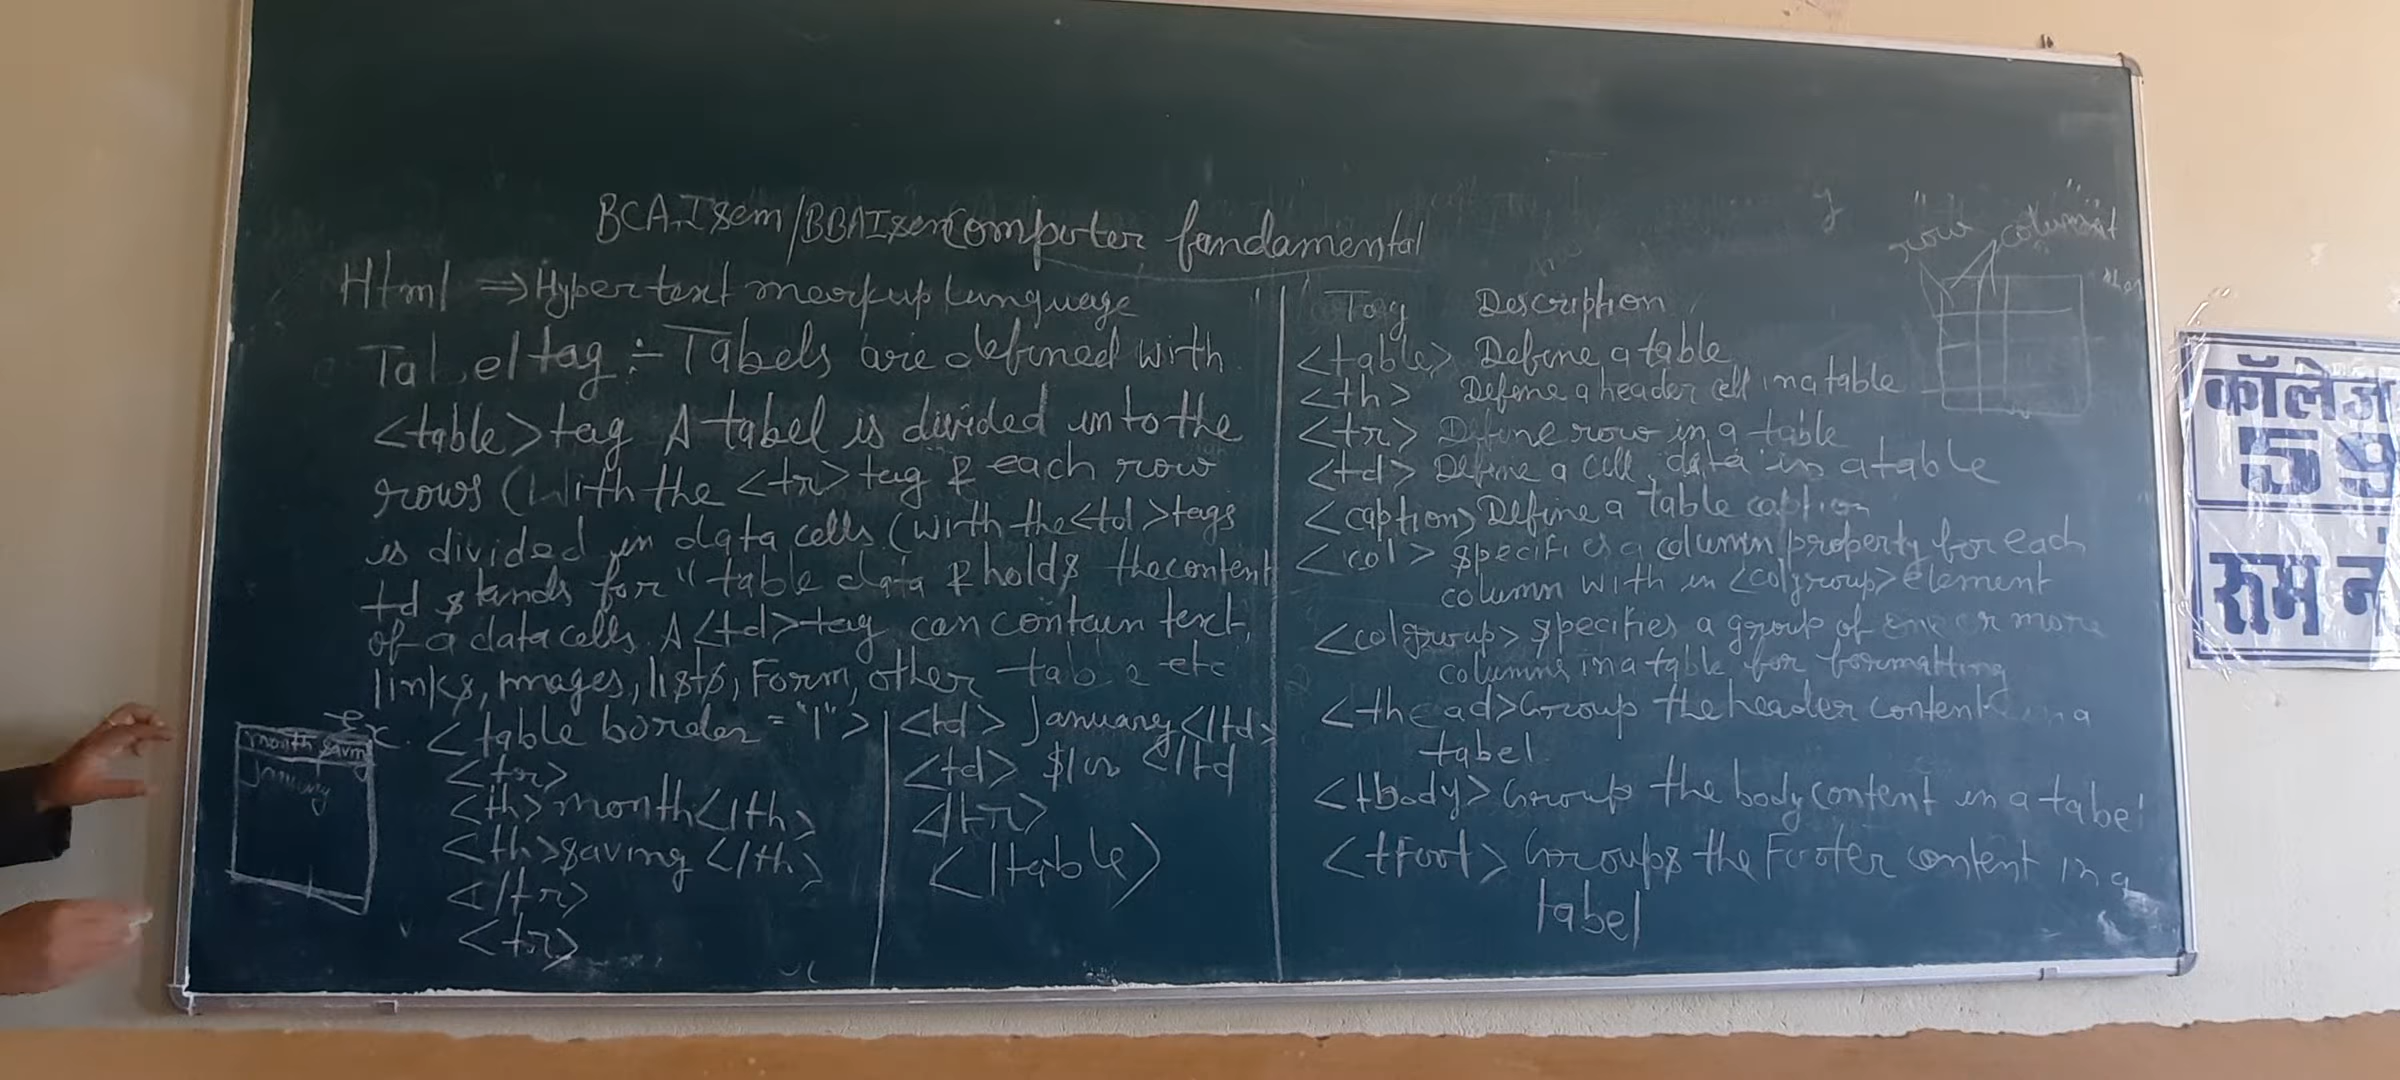 BCA I sem/BBA I sem Computer fundamental
Html ⇒ Hyper text markup Language
Tabel tag ÷ Tabels are defined with
<table> tag A tabel is divided into the
rows (With the <tr> tag & each row
is divided in data cells (with the <td> tags
td stands for "table data & holds the content
of a data cells. A <td> tag can contain text,
links, images, lists, Form, other etc
Ex. <table border = "1">
<tr>
<th> month </th>
<th> saving </th>
</tr>
<tr>
<td> January </td>
<td> </td
</tr>
</table>
month saving
January
Tag Description
<table> Define a table
<th> Define a header cell in a table
<tr> Define row in a table
<td> Define a cell data in a table
<caption> Define a table caption
<col> specifies a column property for each
column with in <colgroup> element
<colgroup> specifies a group of one or more
columns in a table for formatting
<thead> Group the header content in a
tabel
<tbody> Group the body content in a tabel
<tFoot> Groups the Footer content in a
tabel
row column
कॉलेज
59
रूम नं